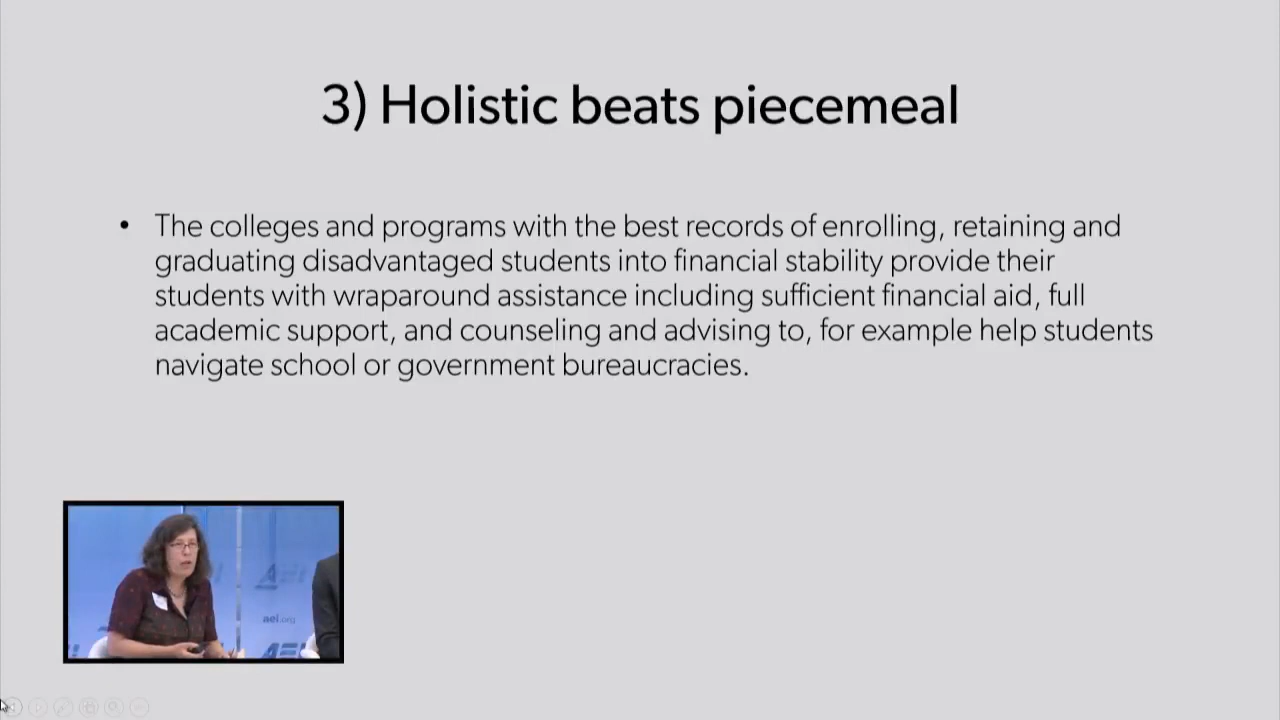 3) Holistic beats piecemeal
• The colleges and programs with the best records of enrolling, retaining and
graduating disadvantaged students into financial stability provide their
students with wraparound assistance including sufficient financial aid, full
academic support, and counseling and advising to, for example help students
navigate school or government bureaucracies.
AEI
aei.org
AEI